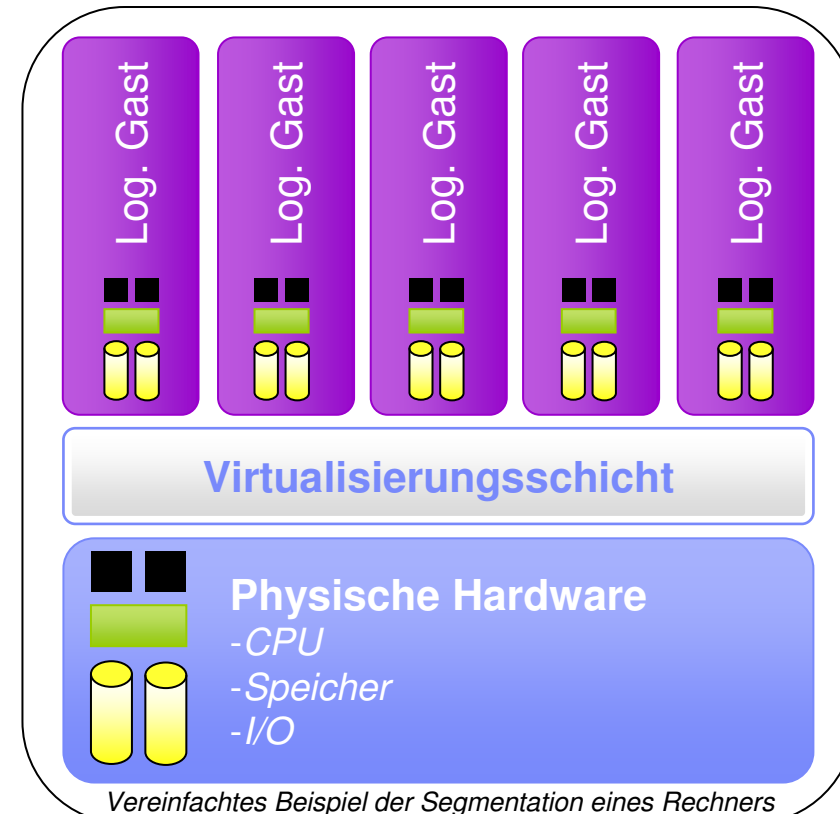 Log. Gast
Log. Gast
Log. Gast
Log. Gast
Log. Gast
Virtualisierungsschicht
Physische Hardware
-CPU
-Speicher
-I/O
Vereinfachtes Beispiel der Segmentation eines Rechners